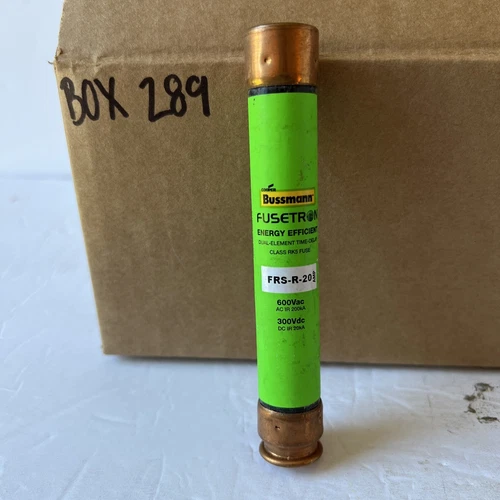 BOX 289
COOPER
Bussmann
FUSETRON
ENERGY EFFICIENT
DUAL-ELEMENT TIME-DELAY
CLASS RK5 FUSE
FRS-R-20
600Vac
AC IR 200kA
300Vdc
DC IR 20kA